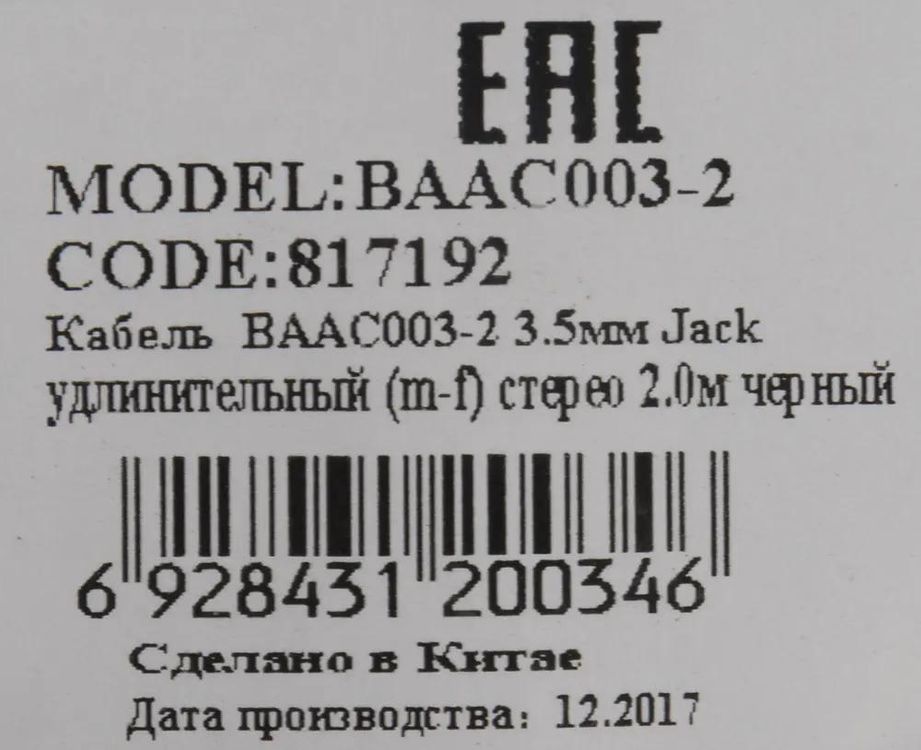 EAC
MODEL:BAAC003-2
CODE:817192
Кабель BAAC003-2 3.5мм Jack
удлинительный (m-f) стерео 2.0м черный
6 928431 200346
Сделано в Китае
Дата производства: 12.2017